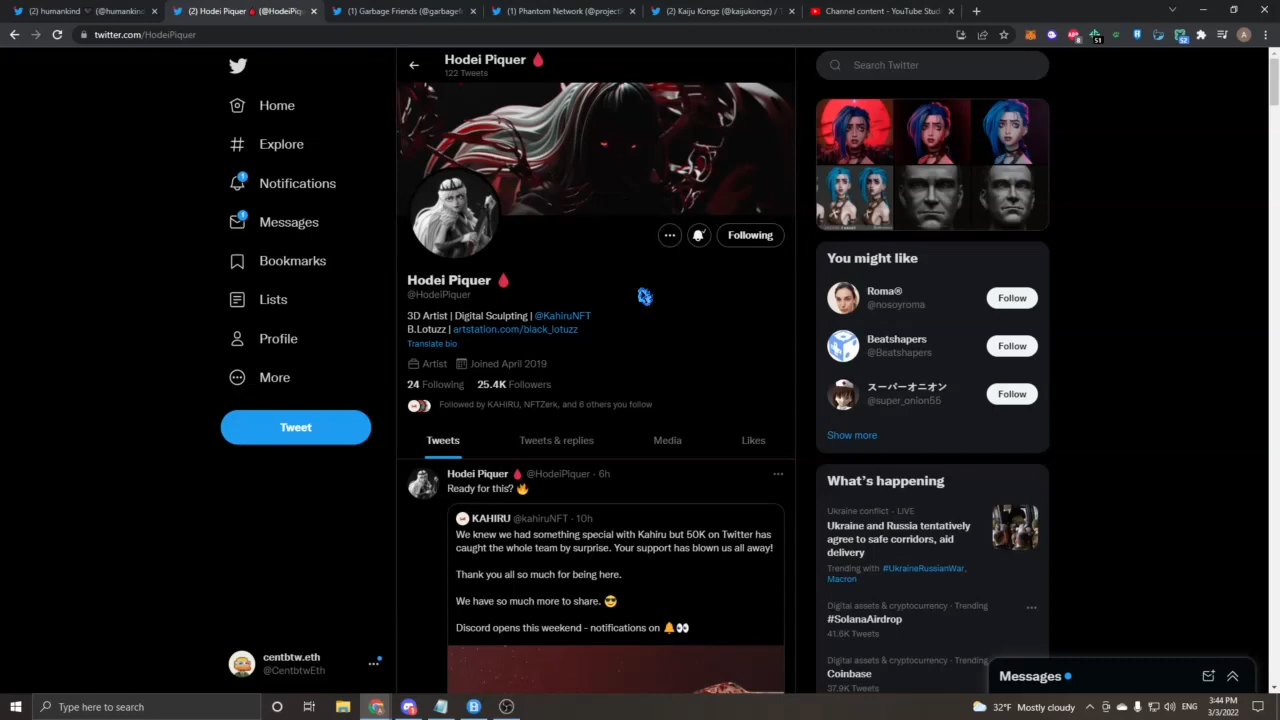 (2) humankind
(2) Hodei Piquer 🩸 (@HodeiPiq
(1) Garbage Friends (@garbagef
(1) Phantom Network (@projectP
(2) Kaiju Kongz (@kaijukongz) / T
Channel content - YouTube Stud
twitter.com/HodeiPiquer
Hodei Piquer 🩸
122 Tweets
Search Twitter
Home
Explore
Notifications
Messages
Bookmarks
Lists
Profile
More
Tweet
centbtw.eth
@CentbtwEth
Following
Hodei Piquer 🩸
@HodeiPiquer
3D Artist | Digital Sculpting | @KahiruNFT
B.Lotuzz | artstation.com/black_lotuzz
Translate bio
Artist Joined April 2019
24 Following 25.4K Followers
Followed by KAHIRU, NFTZerk, and 6 others you follow
Tweets Tweets & replies Media Likes
Hodei Piquer 🩸 @HodeiPiquer · 6h
Ready for this? 🔥
KAHIRU @kahiruNFT · 10h
We knew we had something special with Kahiru but 50K on Twitter has
caught the whole team by surprise. Your support has blown us all away!
Thank you all so much for being here.
We have so much more to share. 😎
Discord opens this weekend - notifications on 🔔👀
You might like
Roma®
@nosoyroma
Follow
Beatshapers
@Beatshapers
Follow
スーパーオニオン
@super_onion55
Follow
Show more
What's happening
Ukraine conflict · LIVE
Ukraine and Russia tentatively
agree to safe corridors, aid
delivery
Trending with #UkraineRussianWar,
Macron
Digital assets & cryptocurrency · Trending
#SolanaAirdrop
41.6K Tweets
Digital assets & cryptocurrency · Trending
Coinbase
37.9K Tweets
Messages
Type here to search
32°F Mostly cloudy
ENG
3:44 PM
3/3/2022